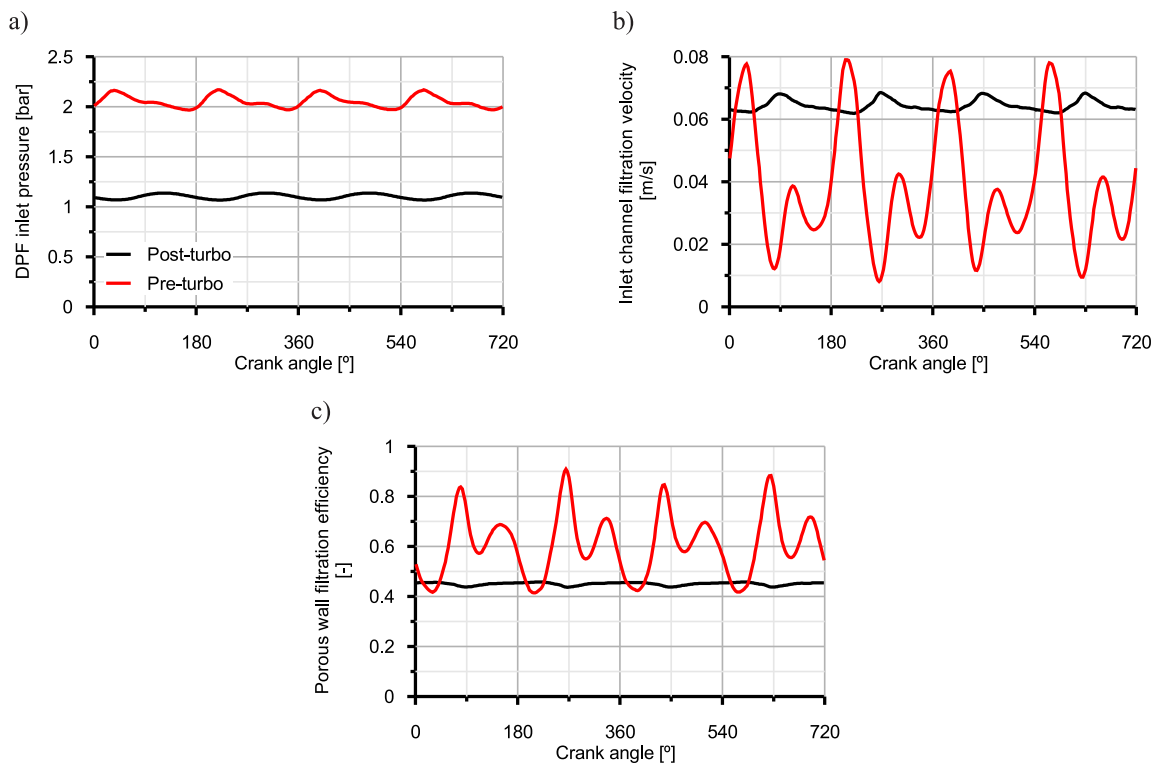 a)
DPF inlet pressure [bar]
2.5
2
1.5
1
0.5
0
Post-turbo
Pre-turbo
0 180 360 540 720
Crank angle [º]
b)
Inlet channel filtration velocity
[m/s]
0.08
0.06
0.04
0.02
0
0 180 360 540 720
Crank angle [º]
c)
Porous wall filtration efficiency
[-]
1
0.8
0.6
0.4
0.2
0
0 180 360 540 720
Crank angle [º]